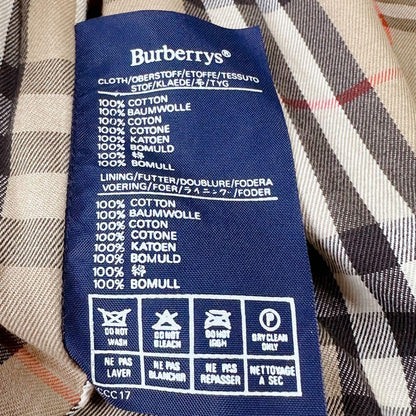 Burberrys®
CLOTH/OBERSTOFF/ETOFFE/TESSUTO
STOF/KLAEDE/表/TYG
100% COTTON
100% BAUMWOLLE
100% COTON
100% COTONE
100% KATOEN
100% BOMULD
100% 綿
100% BOMULL
LINING/FUTTER/DOUBLURE/FODERA
VOERING/FOER/ライニング/FODER
100% COTTON
100% BAUMWOLLE
100% COTON
100% COTONE
100% KATOEN
100% BOMULD
100% 綿
100% BOMULL
DO NOT WASH
DO NOT BLEACH
DO NOT IRON
P
DRY CLEAN ONLY
NE PAS LAVER
NE PAS BLANCHIR
NE PAS REPASSER
NETTOYAGE A SEC
CCC17